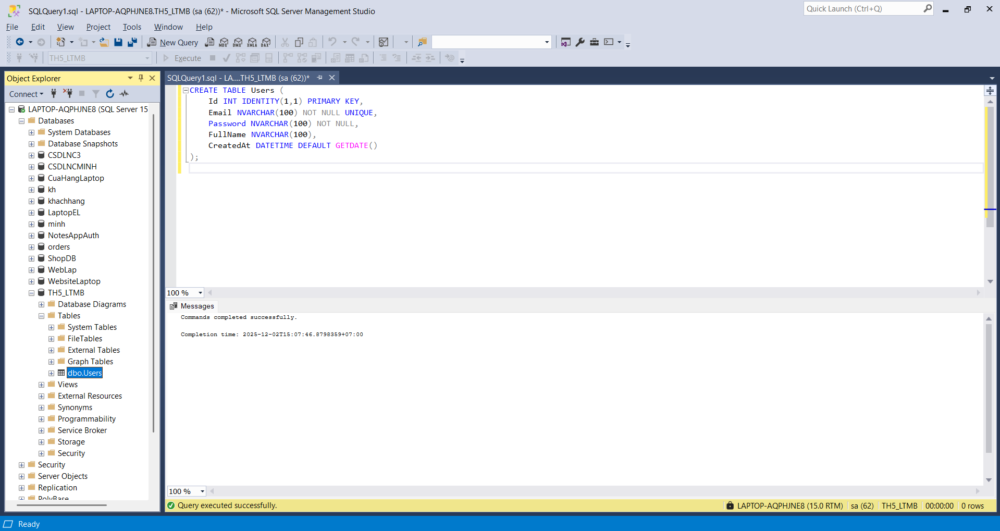 SQLQuery1.sql - LAPTOP-AQPHJNE8.TH5_LTMB (sa (62))* - Microsoft SQL Server Management Studio
Quick Launch (Ctrl+Q)
File Edit View Project Tools Window Help
New Query MDX DMX XMLA DAX
TH5_LTMB Execute
Object Explorer
Connect
LAPTOP-AQPHJNE8 (SQL Server 15
Databases
System Databases
Database Snapshots
CSDLNC3
CSDLNCMINH
CuaHangLaptop
kh
khachhang
LaptopEL
minh
NotesAppAuth
orders
ShopDB
WebLap
WebsiteLaptop
TH5_LTMB
Database Diagrams
Tables
System Tables
FileTables
External Tables
Graph Tables
dbo.Users
Views
External Resources
Synonyms
Programmability
Service Broker
Storage
Security
Security
Server Objects
Replication
PolyBase
SQLQuery1.sql - LA....TH5_LTMB (sa (62))*
CREATE TABLE Users (
Id INT IDENTITY(1,1) PRIMARY KEY,
Email NVARCHAR(100) NOT NULL UNIQUE,
Password NVARCHAR(100) NOT NULL,
FullName NVARCHAR(100),
CreatedAt DATETIME DEFAULT GETDATE()
);
100 %
Messages
Commands completed successfully.
Completion time: 2025-12-02T15:07:46.8798359+07:00
100 %
Query executed successfully. LAPTOP-AQPHJNE8 (15.0 RTM) sa (62) TH5_LTMB 00:00:00 0 rows
Ready